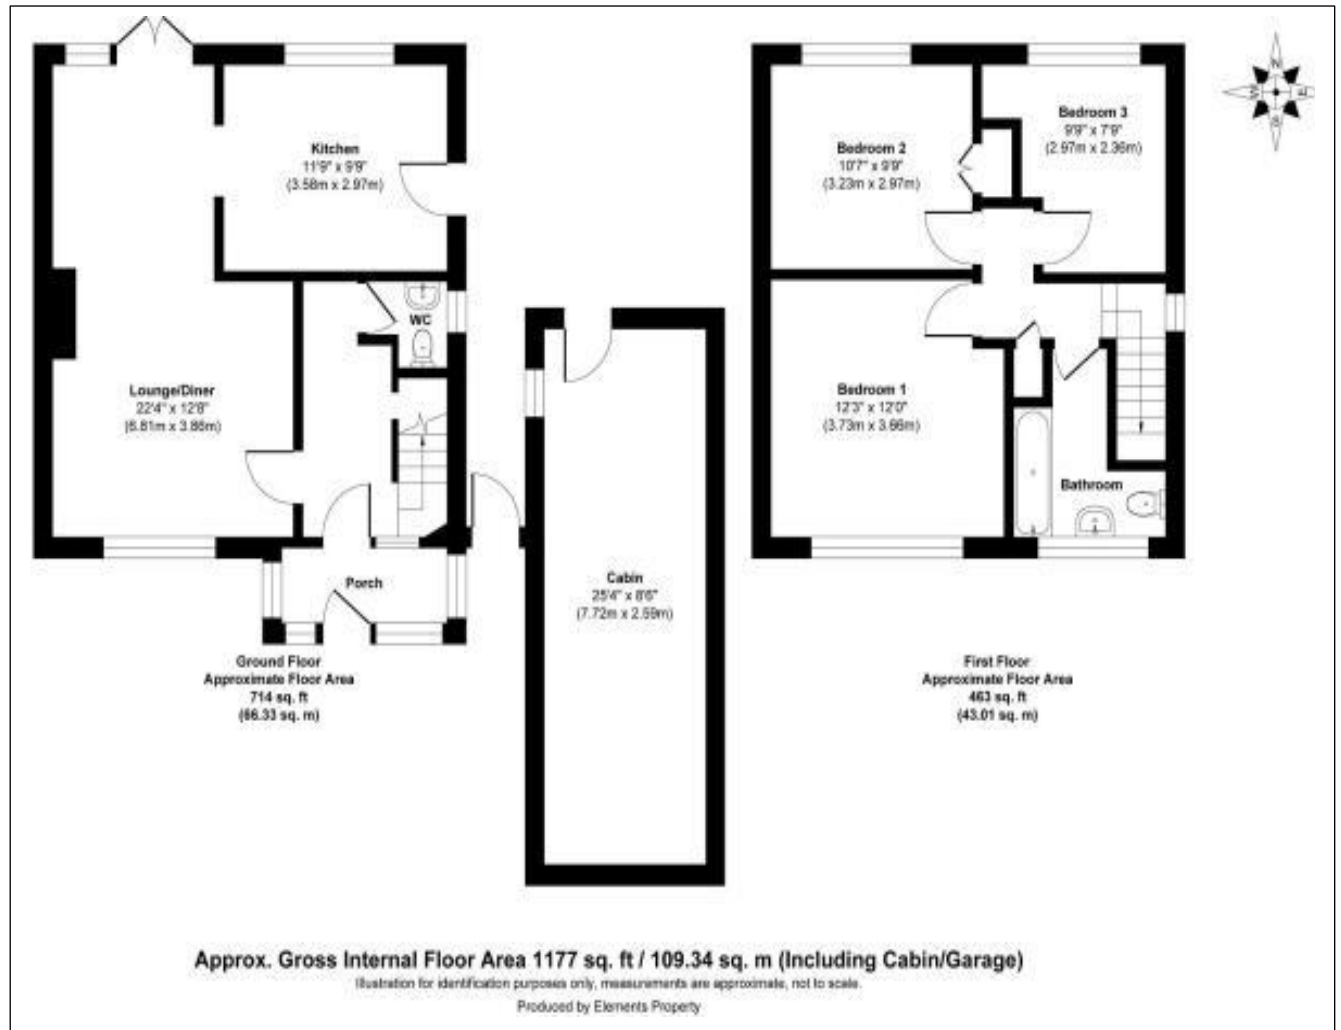 Kitchen
11'9" x 9'9"
(3.58m x 2.97m)
WC
Lounge/Diner
22'4" x 12'8"
(6.81m x 3.86m)
Porch
Cabin
25'4" x 8'6"
(7.72m x 2.59m)
Ground Floor
Approximate Floor Area
714 sq. ft
(66.33 sq. m)
Bedroom 2
10'7" x 9'9"
(3.23m x 2.97m)
Bedroom 3
9'9" x 7'9"
(2.97m x 2.36m)
Bedroom 1
12'3" x 12'0"
(3.73m x 3.66m)
Bathroom
First Floor
Approximate Floor Area
463 sq. ft
(43.01 sq. m)
N
W
E
S
Approx. Gross Internal Floor Area 1177 sq. ft / 109.34 sq. m (Including Cabin/Garage)
Illustration for identification purposes only, measurements are approximate, not to scale.
Produced by Elements Property